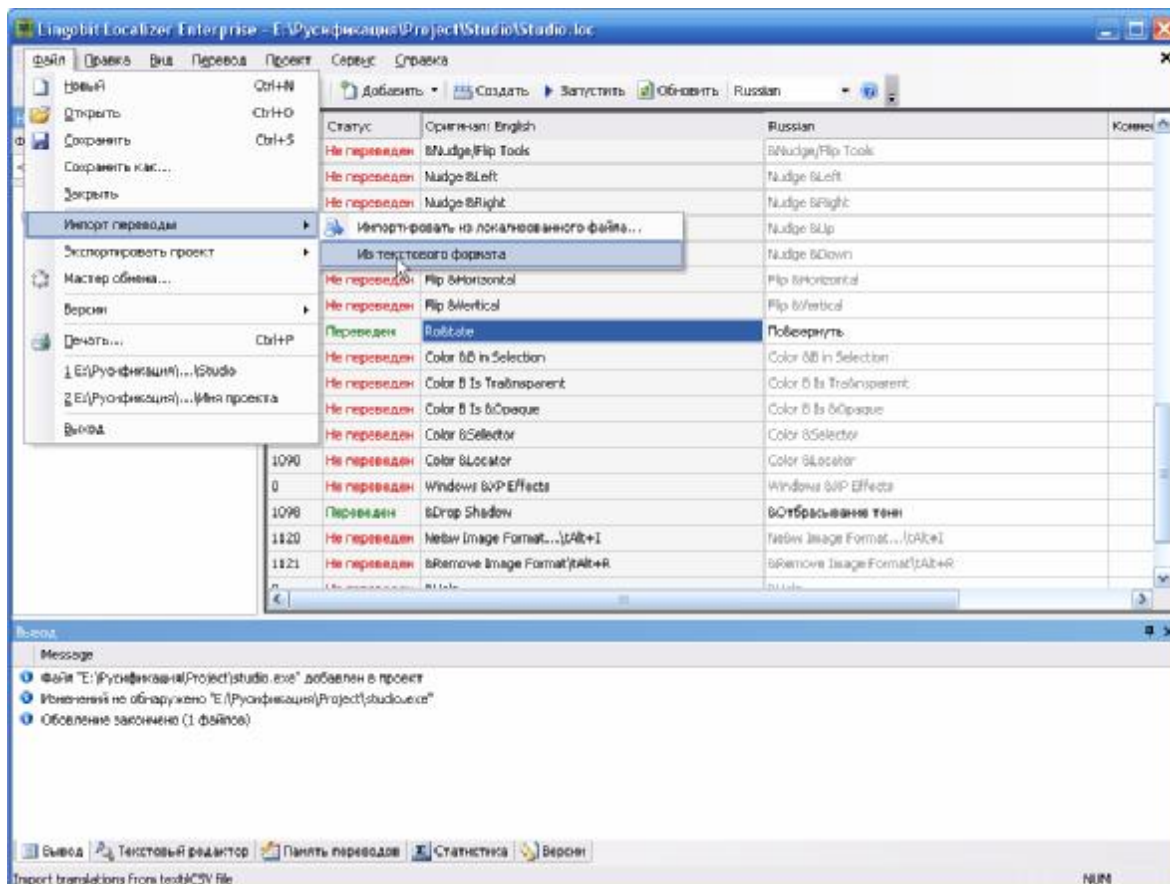 Lingobit Localizer Enterprise - E:\Русификация\Project\Studio\Studio.loc
Файл Правка Вид Перевод Проект Сервис Справка
Новый Ctrl+N
Добавить Создать Запустить Обновить Russian
Открыть Ctrl+O
Сохранить Ctrl+S
Сохранить как...
Закрыть
Импорт переводы
Экспортировать проект
Мастер обмена...
Версии
Печать... Ctrl+P
1 E:\Русификация\...\Studio
2 E:\Русификация\...\Имя проекта
Выход
Импортировать из локализованного файла...
Из текстового формата
Статус Оригинал: English Russian
Не переведен &Nudge/Flip Tools &Nudge/Flip Tools
Не переведен Nudge &Left Nudge &Left
Не переведен Nudge &Right Nudge &Right
Nudge &Up
Nudge &Down
Не переведен Flip &Horizontal Flip &Horizontal
Не переведен Flip &Vertical Flip &Vertical
Переведен Ro&tate По&вернуть
Не переведен Color &B in Selection Color &B in Selection
Не переведен Color B Is Tra&nsparent Color B Is Tra&nsparent
Не переведен Color B Is &Opaque Color B Is &Opaque
Не переведен Color &Selector Color &Selector
1090 Не переведен Color &Locator Color &Locator
0 Не переведен Windows &XP Effects Windows &XP Effects
1098 Переведен &Drop Shadow &Отбрасывание тени
1120 Не переведен Ne&w Image Format...\tAlt+I Ne&w Image Format...\tAlt+I
1121 Не переведен &Remove Image Format\tAlt+R &Remove Image Format\tAlt+R
Вывод
Message
Файл "E:\Русификация\Project\studio.exe" добавлен в проект
Изменений не обнаружено "E:\Русификация\Project\studio.exe"
Обовление закончено (1 файлов)
Вывод Текстовый редактор Память переводов Статистика Версии
Import translations from text\CSV file NUM